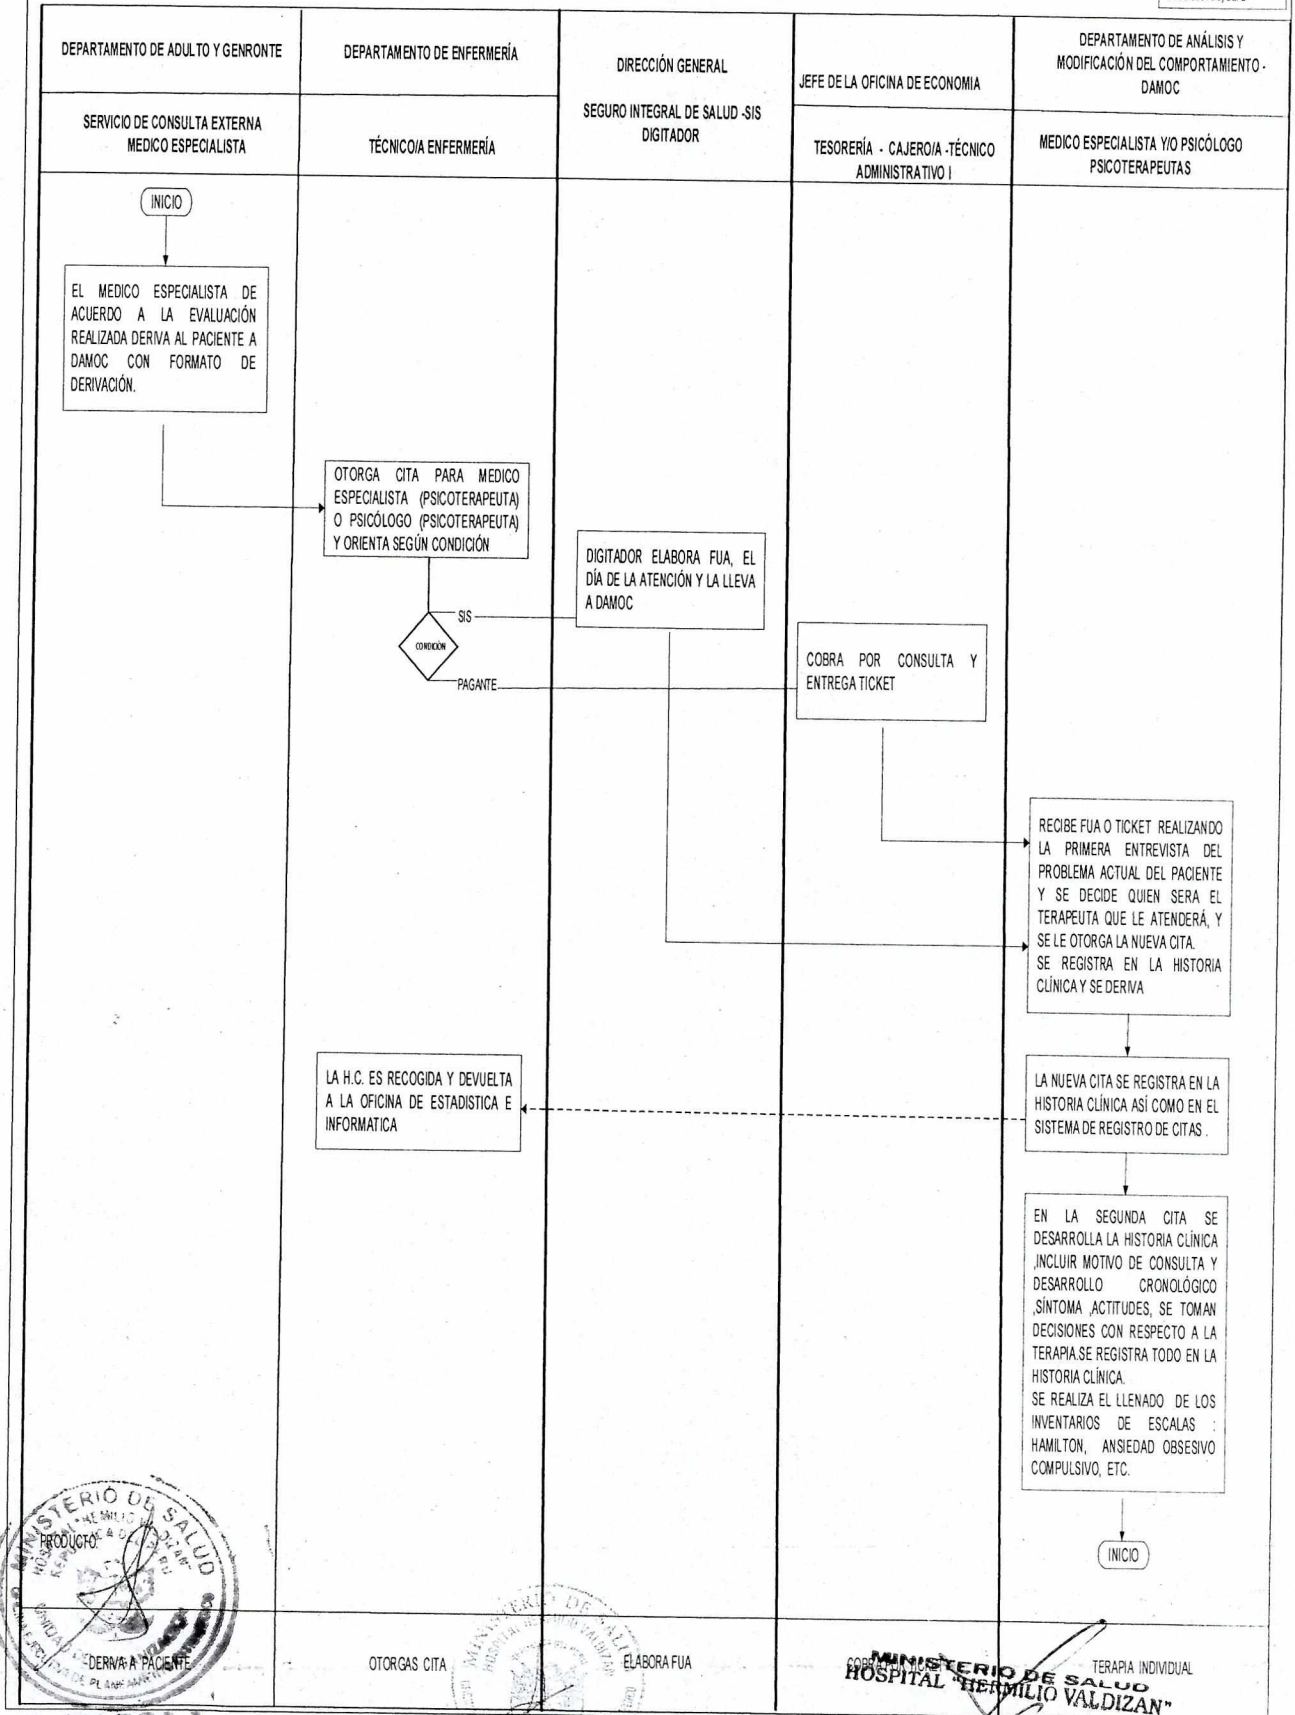 DEPARTAMENTO DE ADULTO Y GENRONTE
SERVICIO DE CONSULTA EXTERNA
MEDICO ESPECIALISTA
DEPARTAMENTO DE ENFERMERÍA
TÉCNICO/A ENFERMERÍA
DIRECCIÓN GENERAL
SEGURO INTEGRAL DE SALUD -SIS
DIGITADOR
JEFE DE LA OFICINA DE ECONOMIA
TESORERÍA - CAJERO/A -TÉCNICO
ADMINISTRATIVO I
DEPARTAMENTO DE ANÁLISIS Y
MODIFICACIÓN DEL COMPORTAMIENTO -
DAMOC
MEDICO ESPECIALISTA Y/O PSICÓLOGO
PSICOTERAPEUTAS
INICIO
EL MEDICO ESPECIALISTA DE
ACUERDO A LA EVALUACIÓN
REALIZADA DERIVA AL PACIENTE A
DAMOC CON FORMATO DE
DERIVACIÓN.
OTORGA CITA PARA MEDICO
ESPECIALISTA (PSICOTERAPEUTA)
O PSICÓLOGO (PSICOTERAPEUTA)
Y ORIENTA SEGÚN CONDICIÓN
CONDICIÓN
SIS
PAGANTE
DIGITADOR ELABORA FUA, EL
DÍA DE LA ATENCIÓN Y LA LLEVA
A DAMOC
COBRA POR CONSULTA Y
ENTREGA TICKET
RECIBE FUA O TICKET REALIZANDO
LA PRIMERA ENTREVISTA DEL
PROBLEMA ACTUAL DEL PACIENTE
Y SE DECIDE QUIEN SERA EL
TERAPEUTA QUE LE ATENDERÁ, Y
SE LE OTORGA LA NUEVA CITA.
SE REGISTRA EN LA HISTORIA
CLÍNICA Y SE DERIVA
LA H.C. ES RECOGIDA Y DEVUELTA
A LA OFICINA DE ESTADISTICA E
INFORMATICA
LA NUEVA CITA SE REGISTRA EN LA
HISTORIA CLÍNICA ASÍ COMO EN EL
SISTEMA DE REGISTRO DE CITAS .
EN LA SEGUNDA CITA SE
DESARROLLA LA HISTORIA CLÍNICA
,INCLUIR MOTIVO DE CONSULTA Y
DESARROLLO CRONOLÓGICO
,SÍNTOMA ,ACTITUDES, SE TOMAN
DECISIONES CON RESPECTO A LA
TERAPIA.SE REGISTRA TODO EN LA
HISTORIA CLÍNICA.
SE REALIZA EL LLENADO DE LOS
INVENTARIOS DE ESCALAS :
HAMILTON, ANSIEDAD OBSESIVO
COMPULSIVO, ETC.
INICIO
PRODUCTO:
MINISTERIO DE SALUD
DERIVA A PACIENTE
OTORGAS CITA
MINISTERIO DE SALUD
ELABORA FUA
TERAPIA INDIVIDUAL
MINISTERIO DE SALUD
HOSPITAL "HERMILIO VALDIZAN"